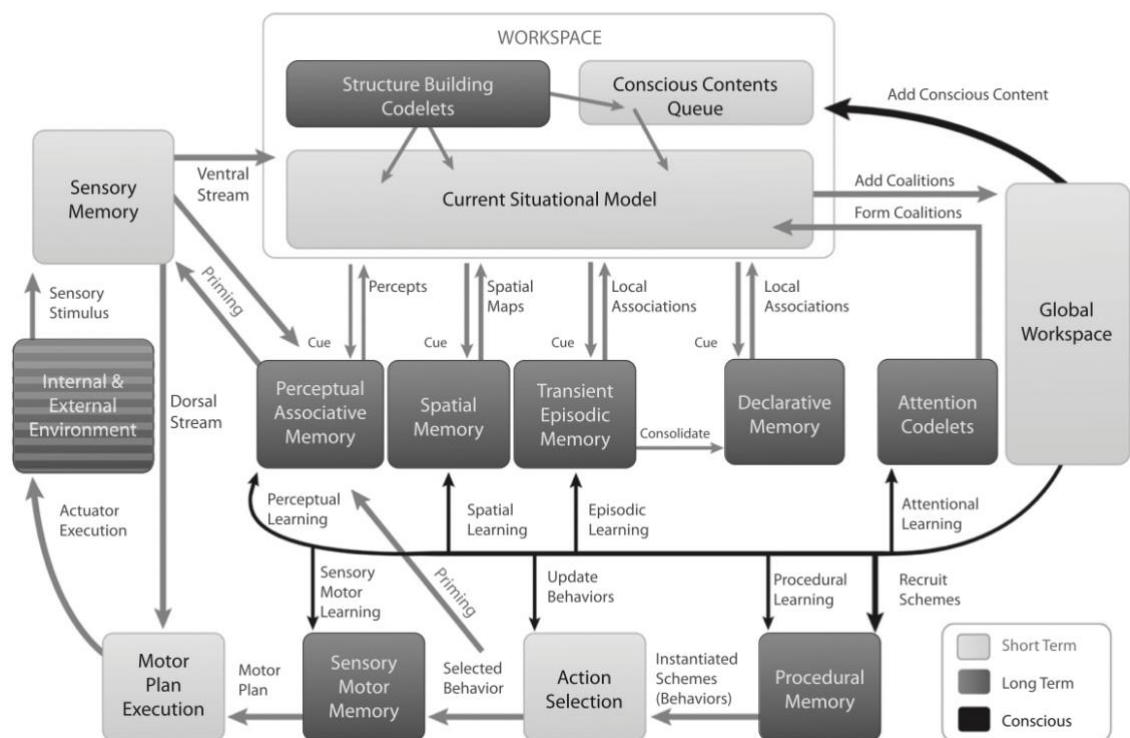 WORKSPACE
Structure Building
Codelets
Conscious Contents
Queue
Add Conscious Content
Sensory
Memory
Ventral
Stream
Current Situational Model
Add Coalitions
Form Coalitions
Global
Workspace
Priming
Sensory
Stimulus
Percepts
Spatial
Maps
Local
Associations
Local
Associations
Cue
Cue
Cue
Cue
Internal &
External
Environment
Dorsal
Stream
Perceptual
Associative
Memory
Spatial
Memory
Transient
Episodic
Memory
Consolidate
Declarative
Memory
Attention
Codelets
Actuator
Execution
Perceptual
Learning
Spatial
Learning
Episodic
Learning
Attentional
Learning
Sensory
Motor
Learning
Priming
Update
Behaviors
Procedural
Learning
Recruit
Schemes
Motor
Plan
Execution
Motor
Plan
Sensory
Motor
Memory
Selected
Behavior
Action
Selection
Instantiated
Schemes
(Behaviors)
Procedural
Memory
Short Term
Long Term
Conscious